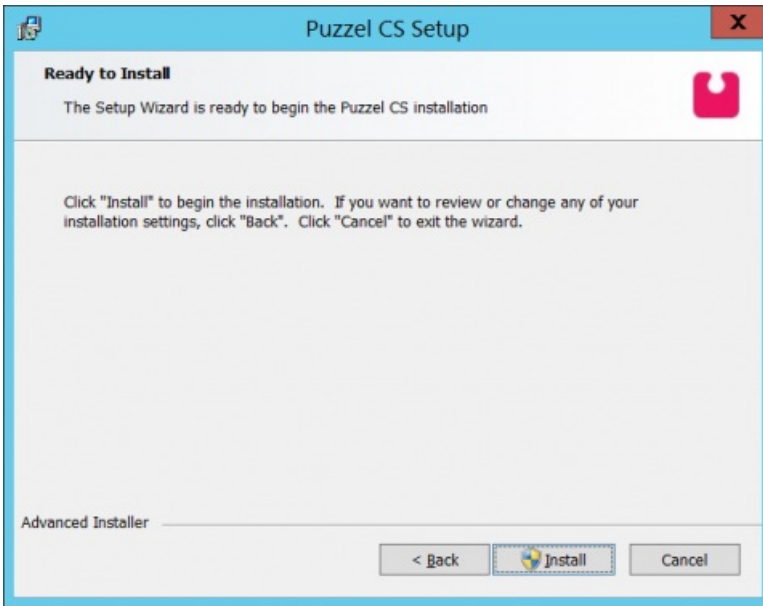 Puzzel CS Setup
X
Ready to Install
The Setup Wizard is ready to begin the Puzzel CS installation
Click "Install" to begin the installation. If you want to review or change any of your
installation settings, click "Back". Click "Cancel" to exit the wizard.
Advanced Installer
< Back
Install
Cancel